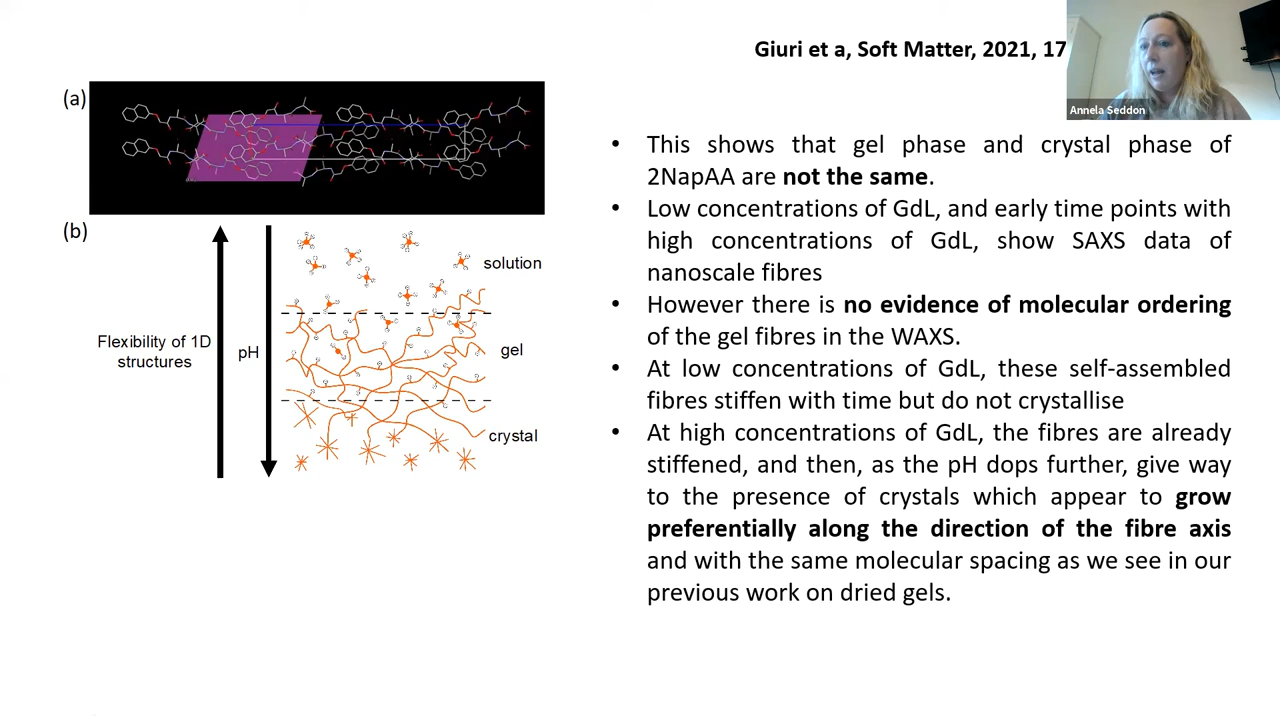 Giuri et a, Soft Matter, 2021, 17
Annela Seddon
(a)
(b)
Flexibility of 1D
structures
pH
solution
gel
crystal
• This shows that gel phase and crystal phase of
2NapAA are not the same.
• Low concentrations of GdL, and early time points with
high concentrations of GdL, show SAXS data of
nanoscale fibres
• However there is no evidence of molecular ordering
of the gel fibres in the WAXS.
• At low concentrations of GdL, these self-assembled
fibres stiffen with time but do not crystallise
• At high concentrations of GdL, the fibres are already
stiffened, and then, as the pH dops further, give way
to the presence of crystals which appear to grow
preferentially along the direction of the fibre axis
and with the same molecular spacing as we see in our
previous work on dried gels.